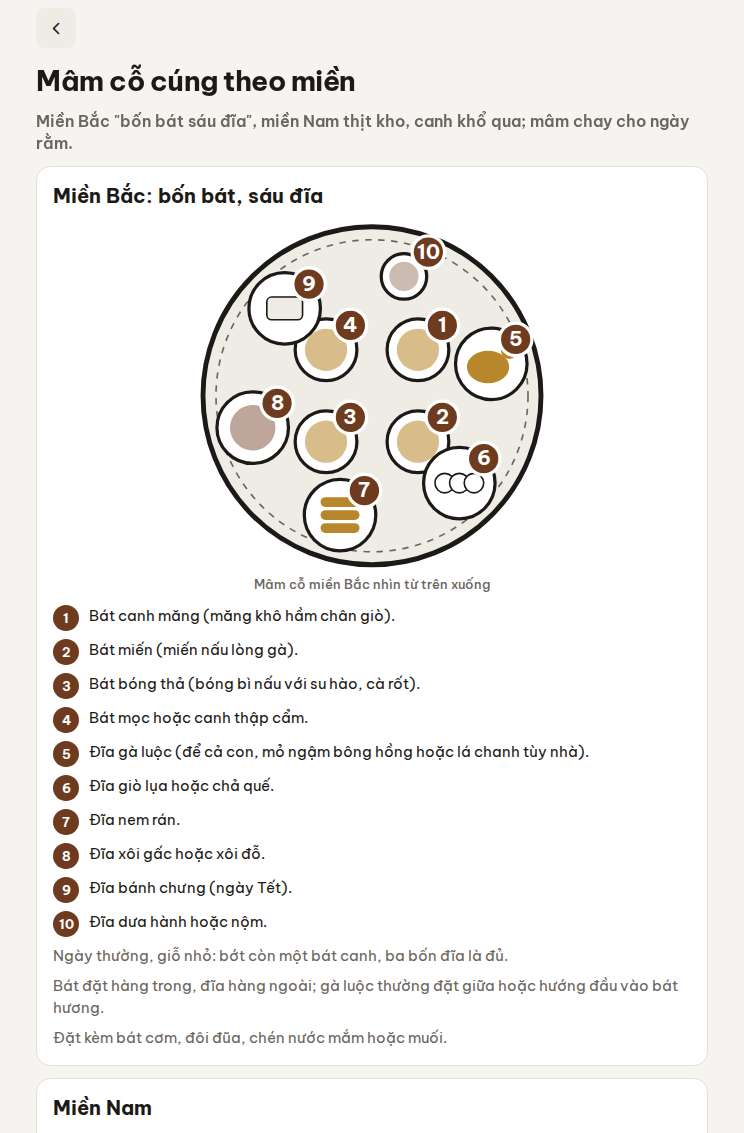 Mâm cỗ cúng theo miền
Miền Bắc "bốn bát sáu đĩa", miền Nam thịt kho, canh khổ qua; mâm chay cho ngày
rằm.
Miền Bắc: bốn bát, sáu đĩa
10
9
4
1
5
8
3
2
6
7
Mâm cỗ miền Bắc nhìn từ trên xuống
1 Bát canh măng (măng khô hầm chân giò).
2 Bát miến (miến nấu lòng gà).
3 Bát bóng thả (bóng bì nấu với su hào, cà rốt).
4 Bát mọc hoặc canh thập cẩm.
5 Đĩa gà luộc (để cả con, mỏ ngậm bông hồng hoặc lá chanh tùy nhà).
6 Đĩa giò lụa hoặc chả quế.
7 Đĩa nem rán.
8 Đĩa xôi gấc hoặc xôi đỗ.
9 Đĩa bánh chưng (ngày Tết).
10 Đĩa dưa hành hoặc nộm.
Ngày thường, giỗ nhỏ: bớt còn một bát canh, ba bốn đĩa là đủ.
Bát đặt hàng trong, đĩa hàng ngoài; gà luộc thường đặt giữa hoặc hướng đầu vào bát
hương.
Đặt kèm bát cơm, đôi đũa, chén nước mắm hoặc muối.
Miền Nam